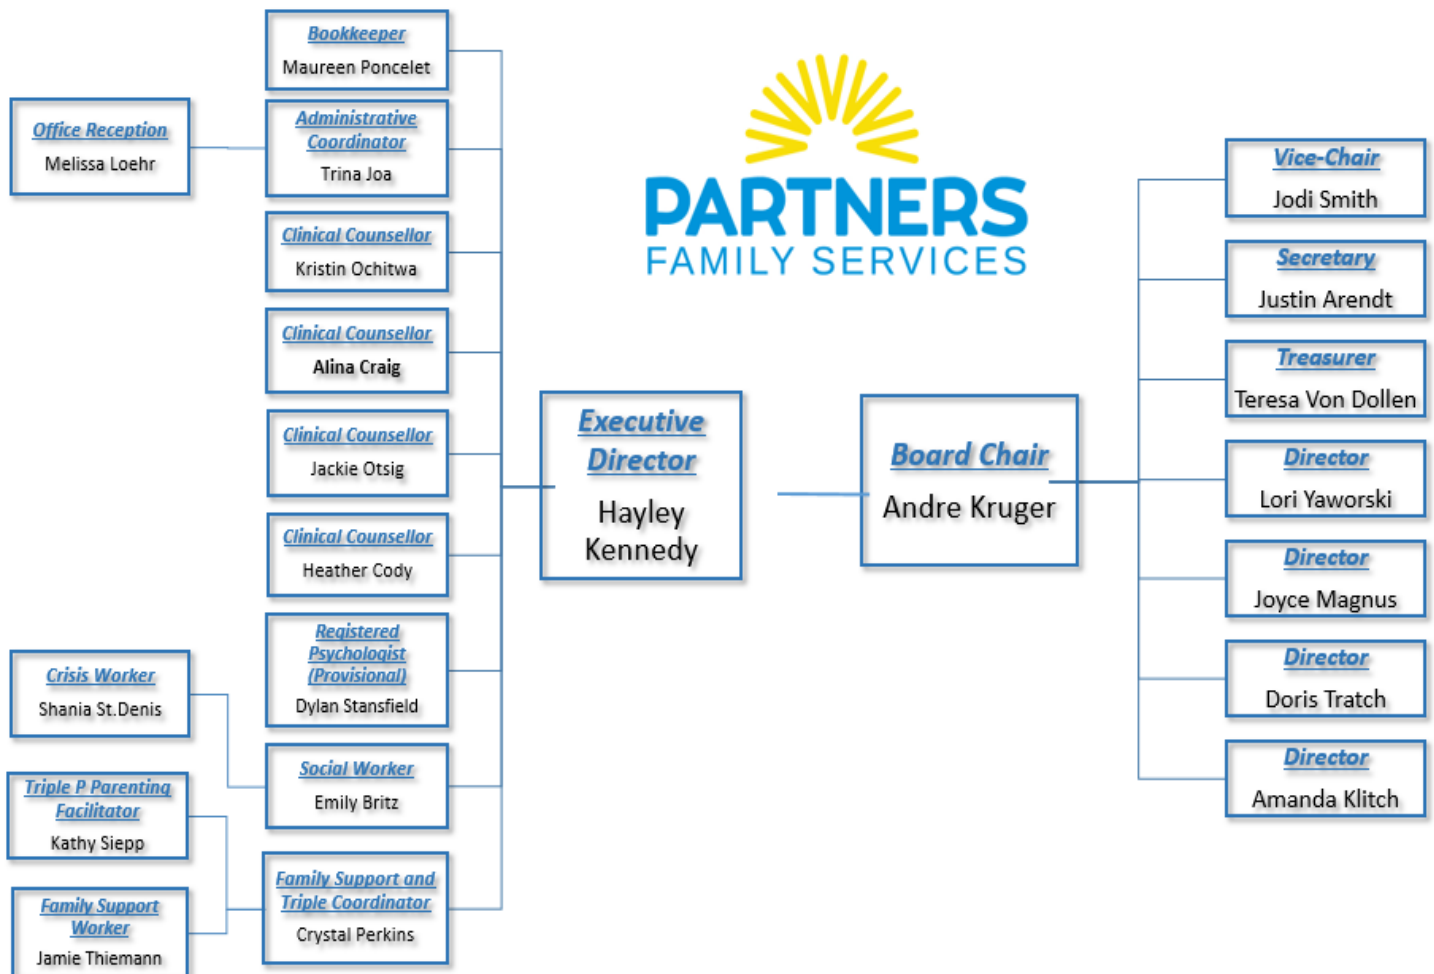 Bookkeeper
Maureen Poncelet
Office Reception
Melissa Loehr
Administrative
Coordinator
Trina Joa
Clinical Counsellor
Kristin Ochitwa
Clinical Counsellor
Alina Craig
Clinical Counsellor
Jackie Otsig
Clinical Counsellor
Heather Cody
Registered
Psychologist
(Provisional)
Dylan Stansfield
Crisis Worker
Shania St.Denis
Social Worker
Emily Britz
Triple P Parenting
Facilitator
Kathy Siepp
Family Support and
Triple Coordinator
Crystal Perkins
Family Support
Worker
Jamie Thiemann
PARTNERS
FAMILY SERVICES
Executive
Director
Hayley
Kennedy
Board Chair
Andre Kruger
Vice-Chair
Jodi Smith
Secretary
Justin Arendt
Treasurer
Teresa Von Dollen
Director
Lori Yaworski
Director
Joyce Magnus
Director
Doris Tratch
Director
Amanda Klitch